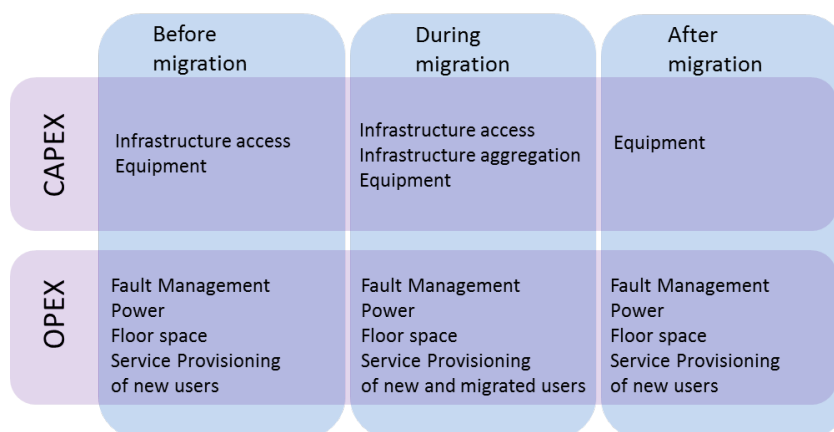 Before
migration
During
migration
After
migration
CAPEX
Infrastructure access
Equipment
Infrastructure access
Infrastructure aggregation
Equipment
Equipment
OPEX
Fault Management
Power
Floor space
Service Provisioning
of new users
Fault Management
Power
Floor space
Service Provisioning
of new and migrated users
Fault Management
Power
Floor space
Service Provisioning
of new users